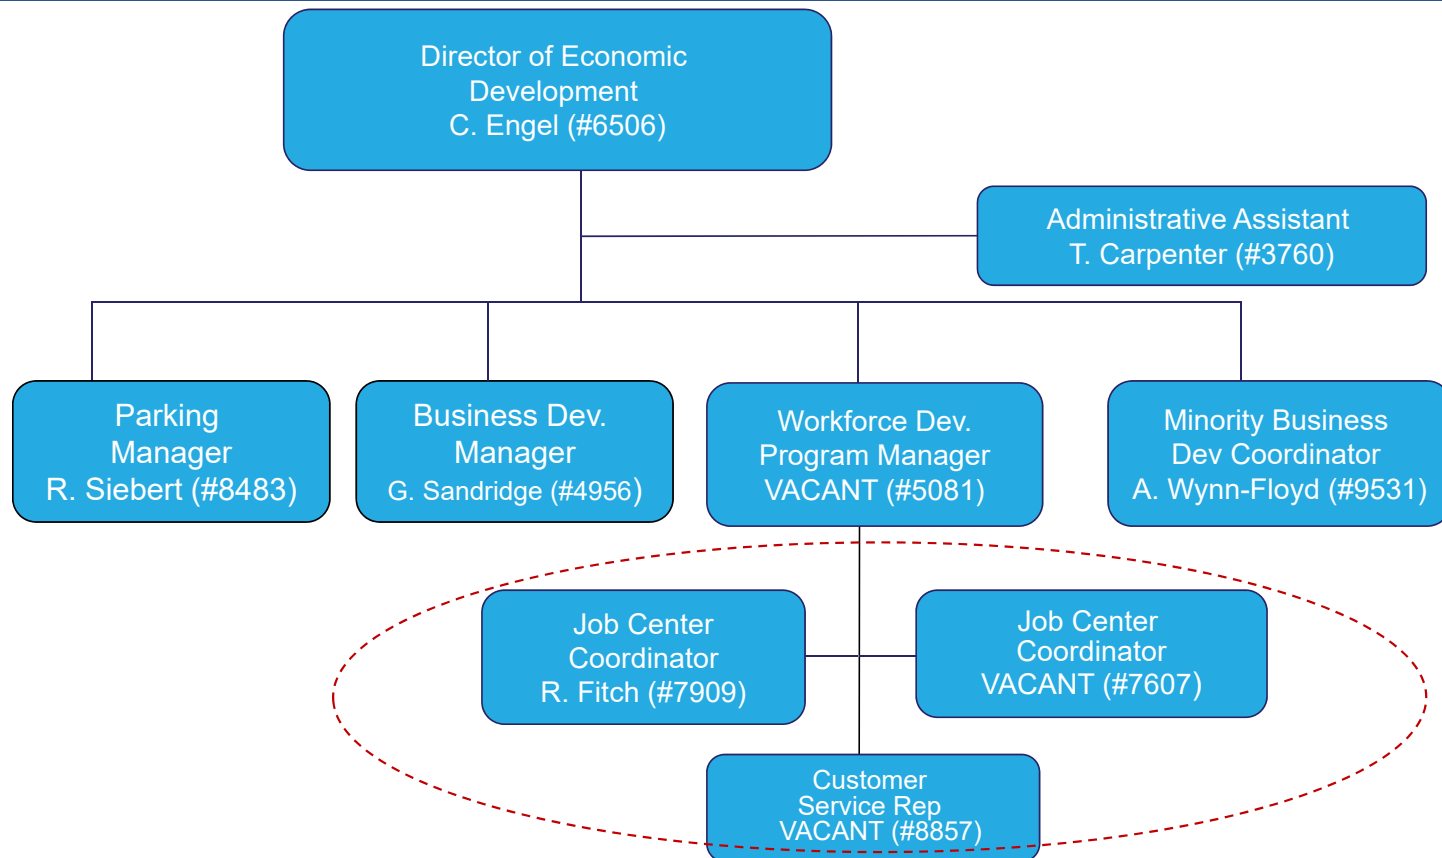 Director of Economic
Development
C. Engel (#6506)
Administrative Assistant
T. Carpenter (#3760)
Parking
Manager
R. Siebert (#8483)
Business Dev.
Manager
G. Sandridge (#4956)
Workforce Dev.
Program Manager
VACANT (#5081)
Minority Business
Dev Coordinator
A. Wynn-Floyd (#9531)
Job Center
Coordinator
R. Fitch (#7909)
Job Center
Coordinator
VACANT (#7607)
Customer
Service Rep
VACANT (#8857)